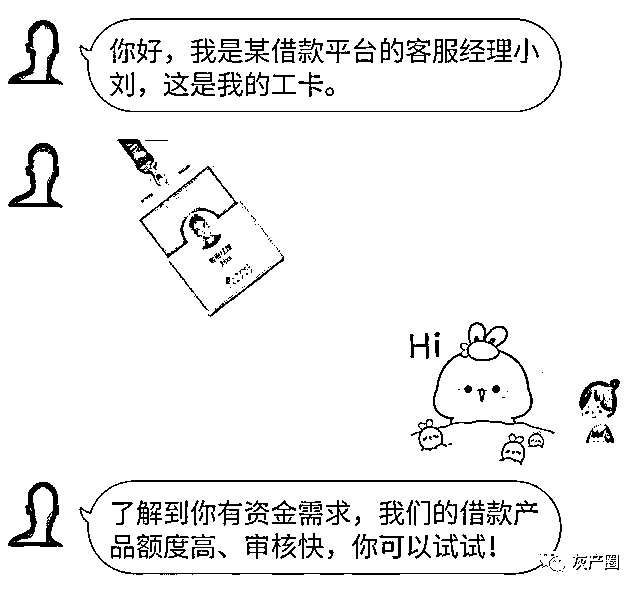 你好，我是某借款平台的客服经理小
刘，这是我的工卡。
Hi
了解到你有资金需求，我们的借款产
品额度高、审核快，你可以试试！
灰产圈